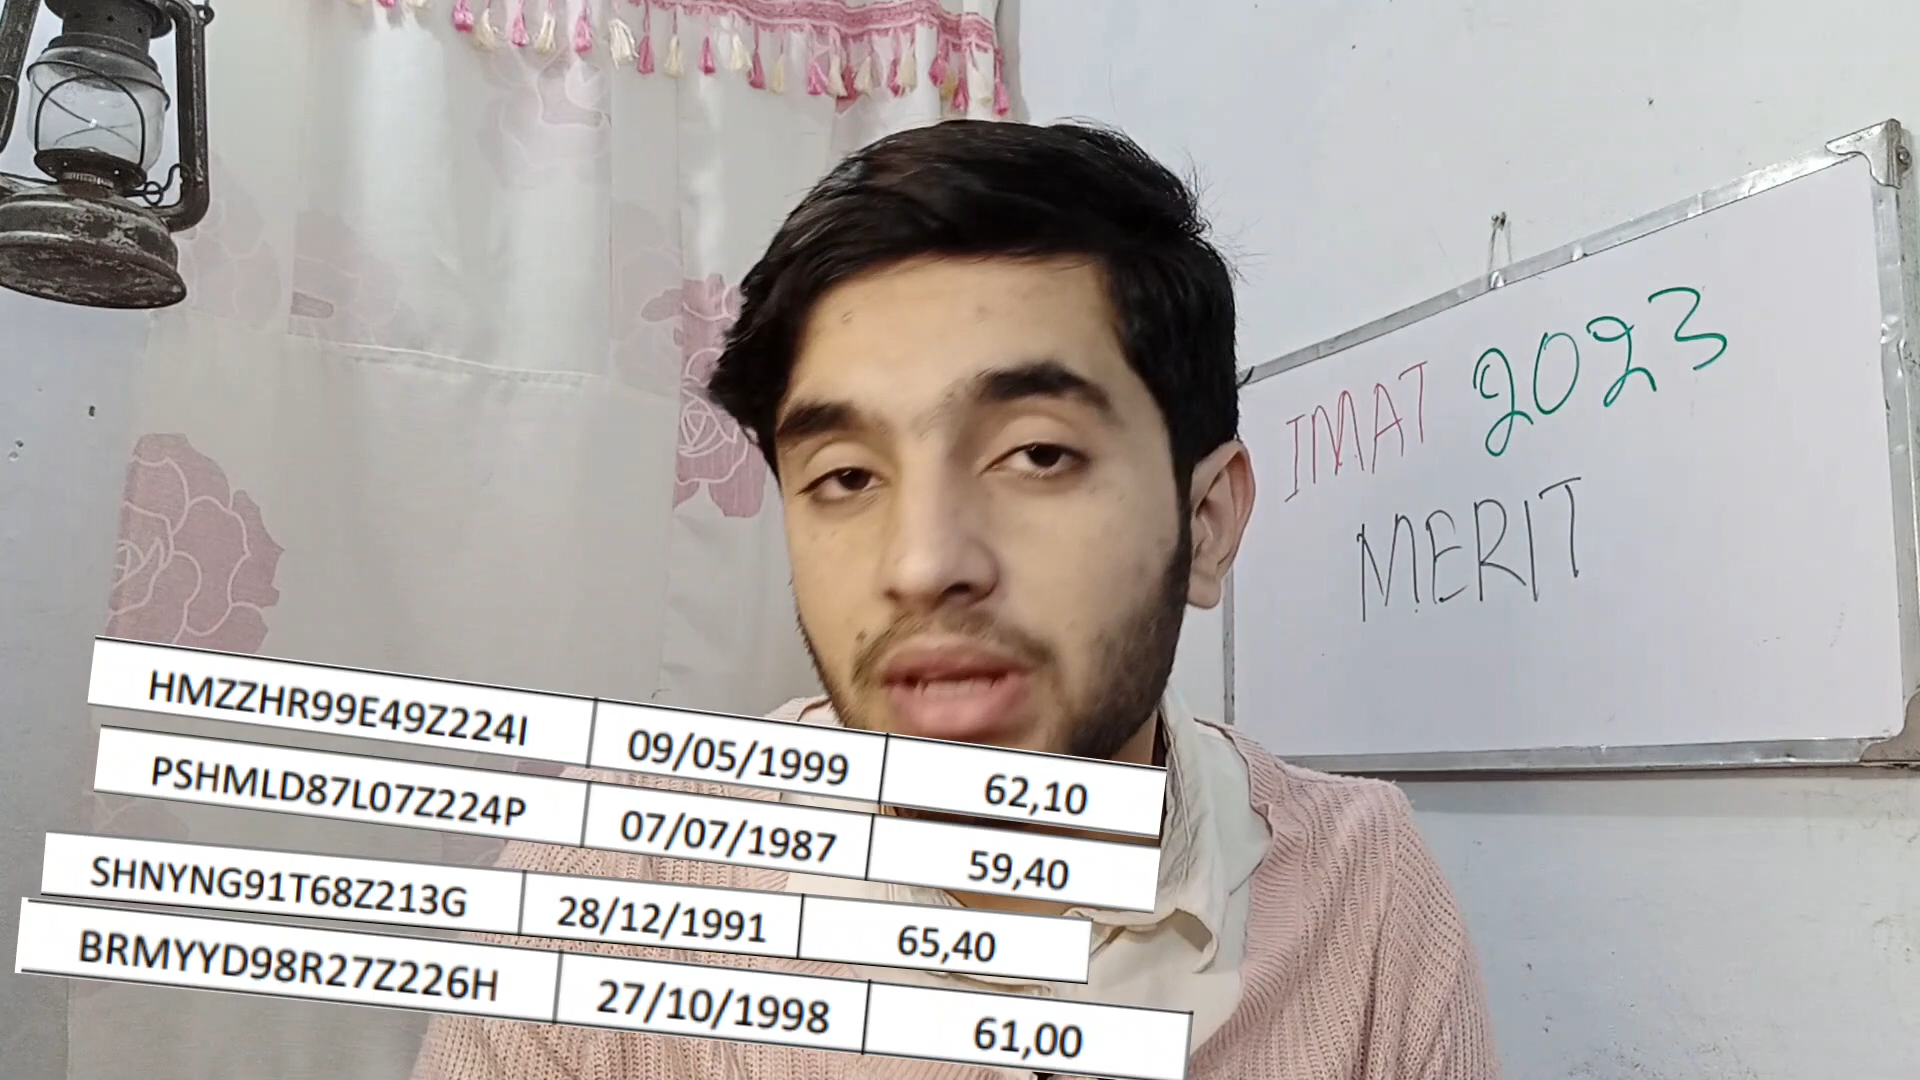 IMAT 2023
MERIT
HMZZHR99E49Z224I 09/05/1999 62,10
PSHMLD87L07Z224P 07/07/1987 59,40
SHNYNG91T68Z213G 28/12/1991 65,40
BRMYYD98R27Z226H 27/10/1998 61,00